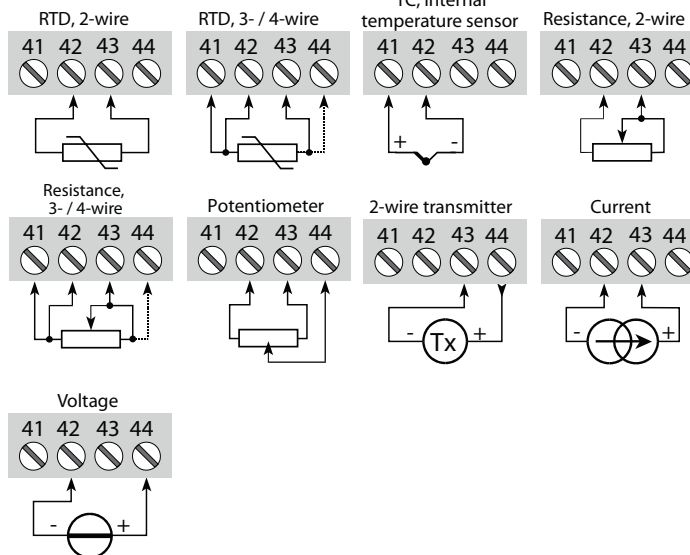 RTD, 2-wire
41 42 43 44
RTD, 3- / 4-wire
41 42 43 44
TC, internal
temperature sensor
41 42 43 44
+ -
Resistance, 2-wire
41 42 43 44
Resistance,
3- / 4-wire
41 42 43 44
Potentiometer
41 42 43 44
2-wire transmitter
41 42 43 44
- Tx +
Current
41 42 43 44
- +
Voltage
41 42 43 44
- +